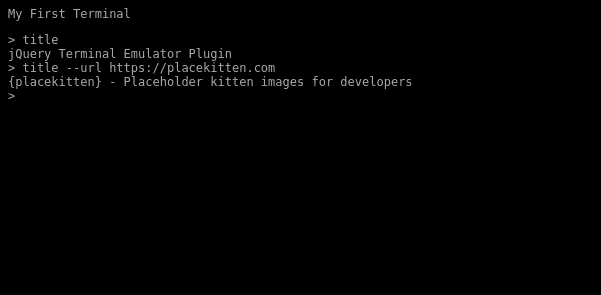 My First Terminal
> title
jQuery Terminal Emulator Plugin
> title --url https://placekitten.com
{placekitten} - Placeholder kitten images for developers
>